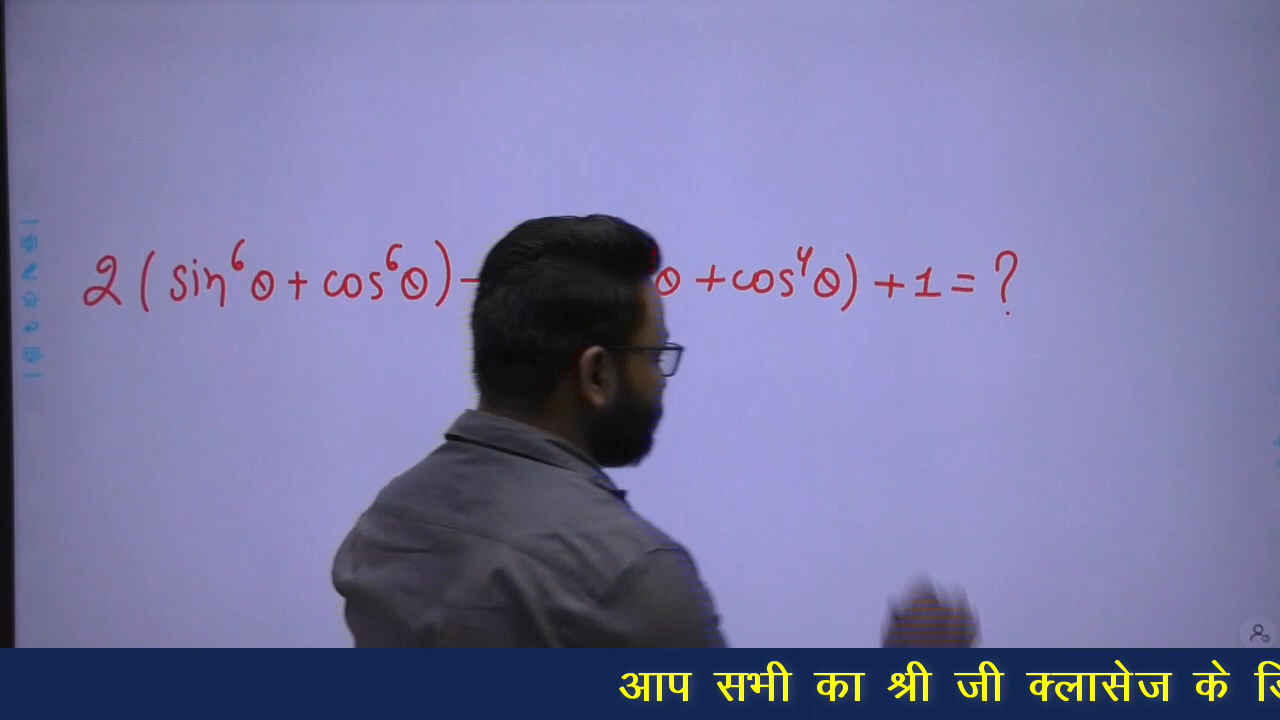 2 (sin⁶θ + cos⁶θ) - θ + cos⁴θ) + 1 = ?
आप सभी का श्री जी क्लासेज के